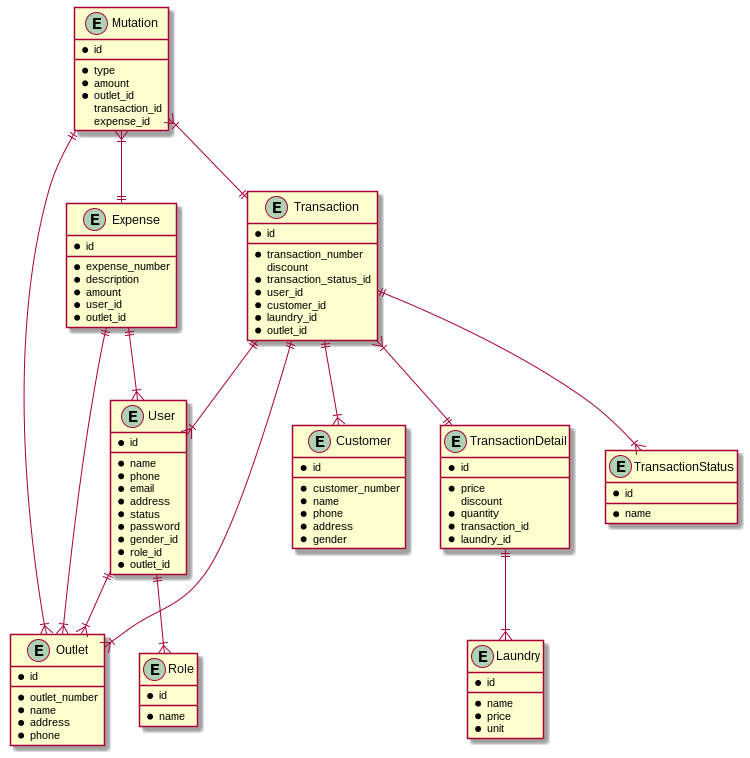 E Mutation
id
type
amount
outlet_id
transaction_id
expense_id
E Expense
id
expense_number
description
amount
user_id
outlet_id
E Transaction
id
transaction_number
discount
transaction_status_id
user_id
customer_id
laundry_id
outlet_id
E User
id
name
phone
email
address
status
password
gender_id
role_id
outlet_id
E Customer
id
customer_number
name
phone
address
gender
E TransactionDetail
id
price
discount
quantity
transaction_id
laundry_id
E TransactionStatus
id
name
E Outlet
id
outlet_number
name
address
phone
E Role
id
name
E Laundry
id
name
price
unit